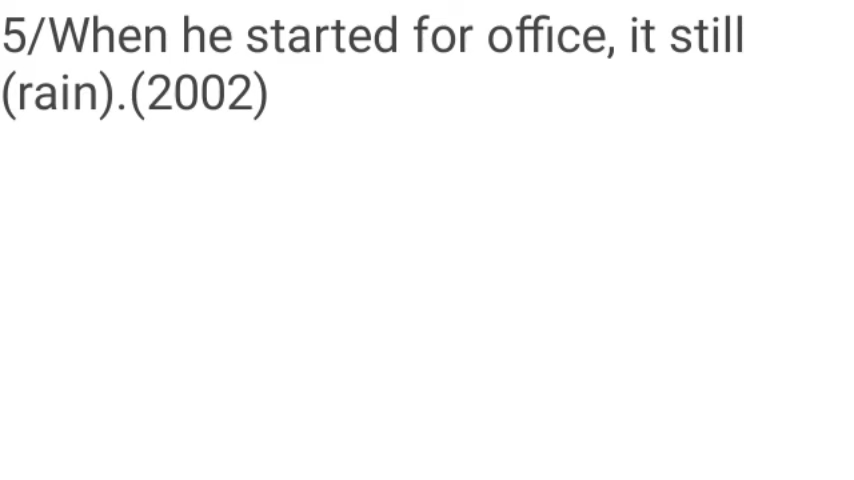 5/When he started for office, it still
(rain).(2002)